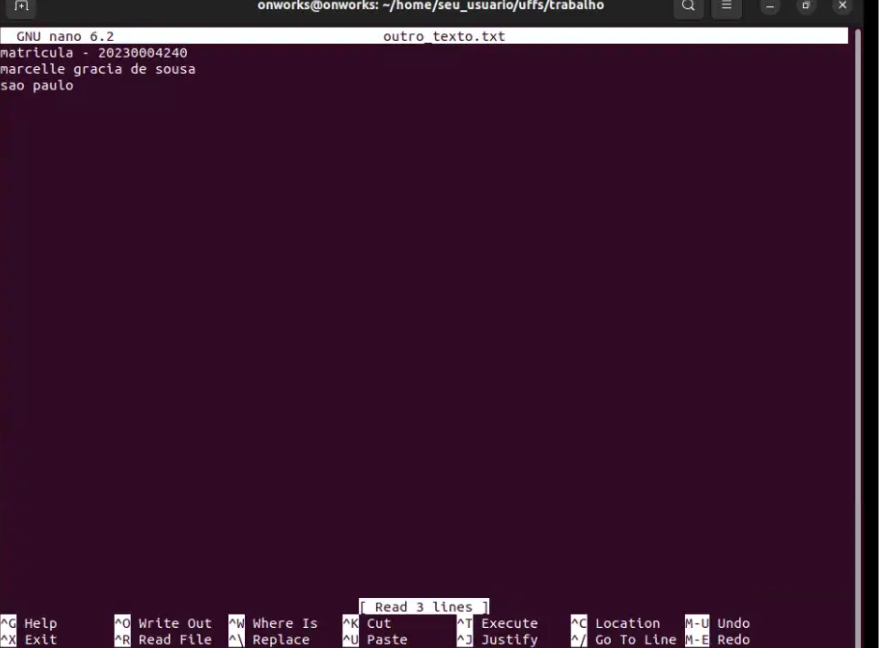 onworks@onworks: ~/home/seu_usuario/uffs/trabalho
GNU nano 6.2 outro_texto.txt
matricula - 20230004240
marcelle gracia de sousa
sao paulo
[ Read 3 lines ]
^G Help ^O Write Out ^W Where Is ^K Cut ^T Execute ^C Location M-U Undo
^X Exit ^R Read File ^\ Replace ^U Paste ^J Justify ^/ Go To Line M-E Redo